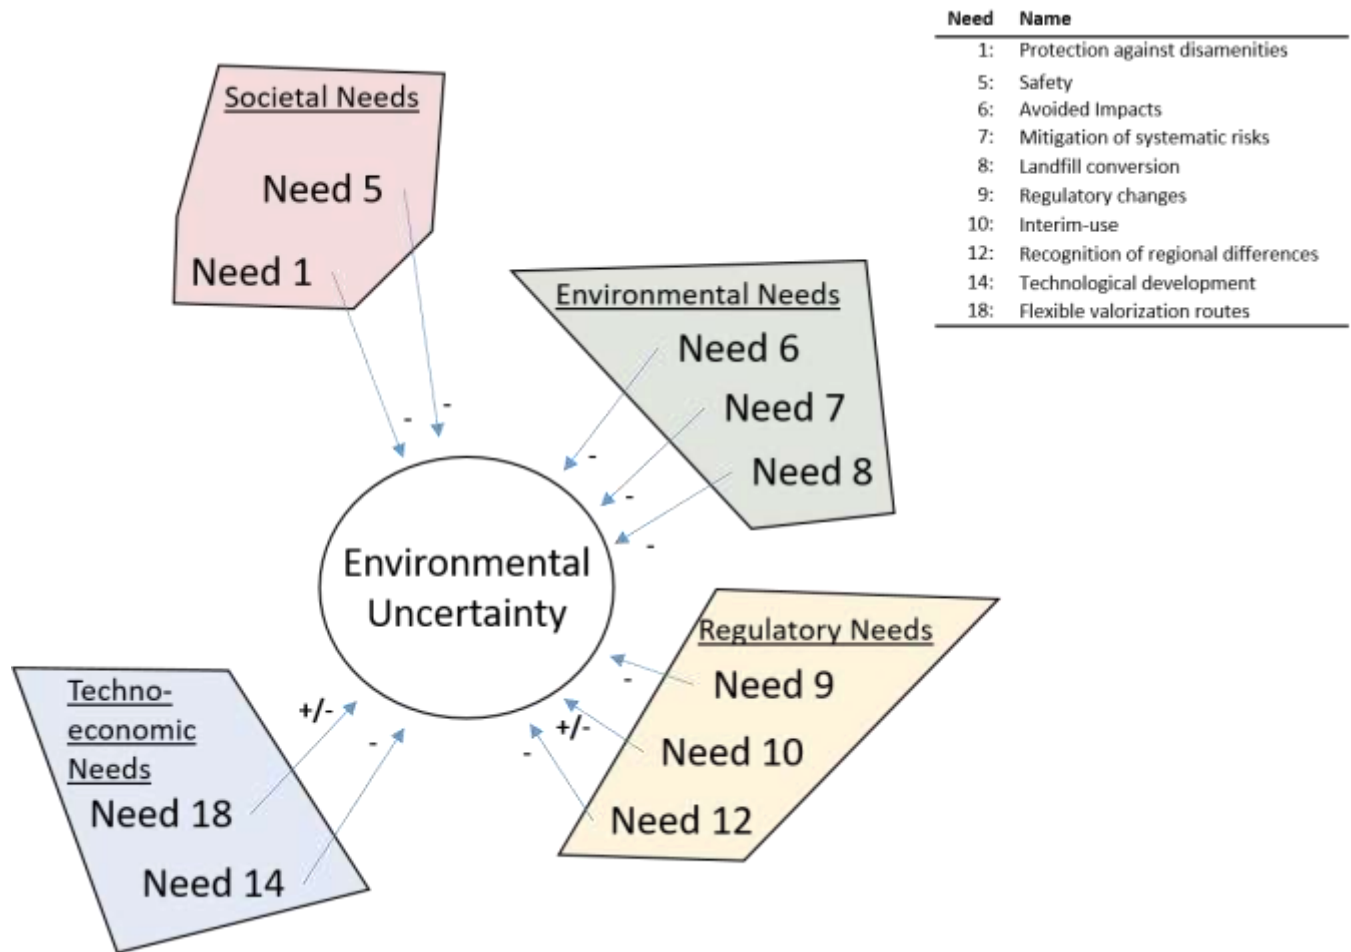 Need Name
1: Protection against disamenities
5: Safety
6: Avoided Impacts
7: Mitigation of systematic risks
8: Landfill conversion
9: Regulatory changes
10: Interim-use
12: Recognition of regional differences
14: Technological development
18: Flexible valorization routes
Societal Needs
Need 5
Need 1
-
-
Environmental Needs
Need 6
Need 7
Need 8
-
-
-
Environmental
Uncertainty
Regulatory Needs
Need 9
Need 10
Need 12
-
+/-
-
Techno-
economic
Needs
Need 18
Need 14
+/-
-